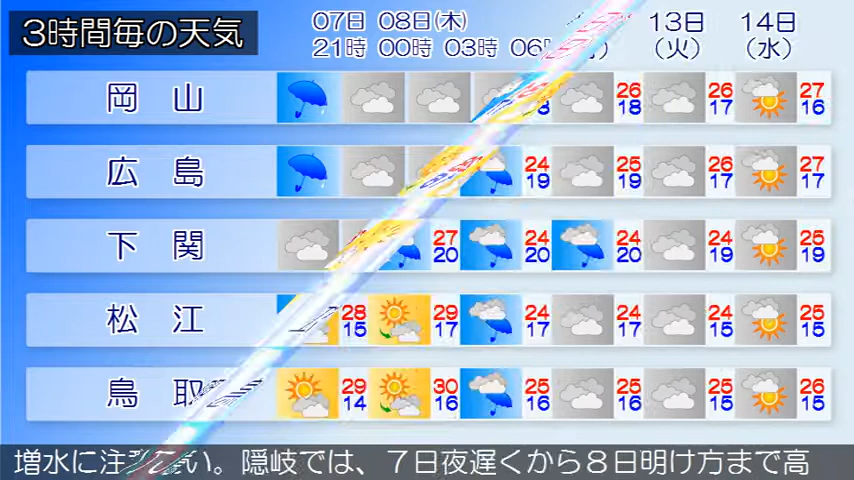 3時間毎の天気
07日 08日(木) 13日 14日
21時 00時 03時 (火) (水)
岡山 26 26 27
18 17 16
広島 24 25 26 27
19 19 17 17
下関 27 24 24 24 25
20 20 20 19 19
松江 28 29 24 24 24 25
15 17 17 17 15 15
鳥取 29 30 25 25 25 26
14 16 16 16 15 15
増水に注 い。隠岐では、7日夜遅くから8日明け方まで高